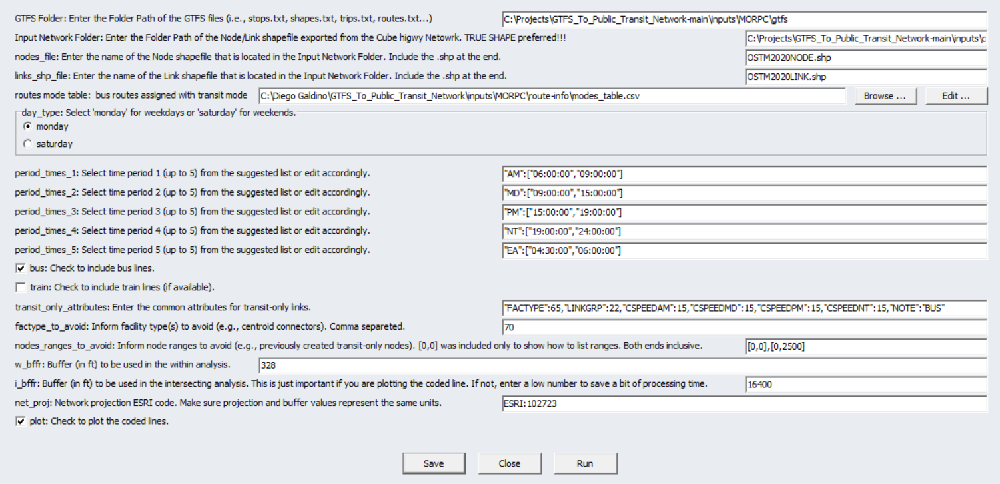 GTFS Folder: Enter the Folder Path of the GTFS files (i.e., stops.txt, shapes.txt, trips.txt, routes.txt...) C:\Projects\GTFS_To_Public_Transit_Network-main\inputs\MORPC\gtfs
Input Network Folder: Enter the Folder Path of the Node/Link shapefile exported from the Cube higwy Netowrk. TRUE SHAPE preferred!!! C:\Projects\GTFS_To_Public_Transit_Network-main\inputs\
nodes_file: Enter the name of the Node shapefile that is located in the Input Network Folder. Include the .shp at the end. OSTM2020NODE.shp
links_shp_file: Enter the name of the Link shapefile that is located in the Input Network Folder. Include the .shp at the end. OSTM2020LINK.shp
routes mode table: bus routes assigned with transit mode C:\Diego Galdino\GTFS_To_Public_Transit_Network\inputs\MORPC\route-info\modes_table.csv Browse ... Edit ...
day_type: Select 'monday' for weekdays or 'saturday' for weekends.
monday
saturday
period_times_1: Select time period 1 (up to 5) from the suggested list or edit accordingly. "AM":["06:00:00","09:00:00"]
period_times_2: Select time period 2 (up to 5) from the suggested list or edit accordingly. "MD":["09:00:00","15:00:00"]
period_times_3: Select time period 3 (up to 5) from the suggested list or edit accordingly. "PM":["15:00:00","19:00:00"]
period_times_4: Select time period 4 (up to 5) from the suggested list or edit accordingly. "NT":["19:00:00","24:00:00"]
period_times_5: Select time period 5 (up to 5) from the suggested list or edit accordingly. "EA":["04:30:00","06:00:00"]
bus: Check to include bus lines.
train: Check to include train lines (if available).
transit_only_attributes: Enter the common attributes for transit-only links. "FACTYPE":65,"LINKGRP":22,"CSPEEDAM":15,"CSPEEDMD":15,"CSPEEDPM":15,"CSPEEDNT":15,"NOTE":"BUS"
factype_to_avoid: Inform facility type(s) to avoid (e.g., centroid connectors). Comma separeted. 70
nodes_ranges_to_avoid: Inform node ranges to avoid (e.g., previously created transit-only nodes). [0,0] was included only to show how to list ranges. Both ends inclusive. [0,0],[0,2500]
w_bffr: Buffer (in ft) to be used in the within analysis. 328
i_bffr: Buffer (in ft) to be used in the intersecting analysis. This is just important if you are plotting the coded line. If not, enter a low number to save a bit of processing time. 16400
net_proj: Network projection ESRI code. Make sure projection and buffer values represent the same units. ESRI:102723
plot: Check to plot the coded lines.
Save Close Run